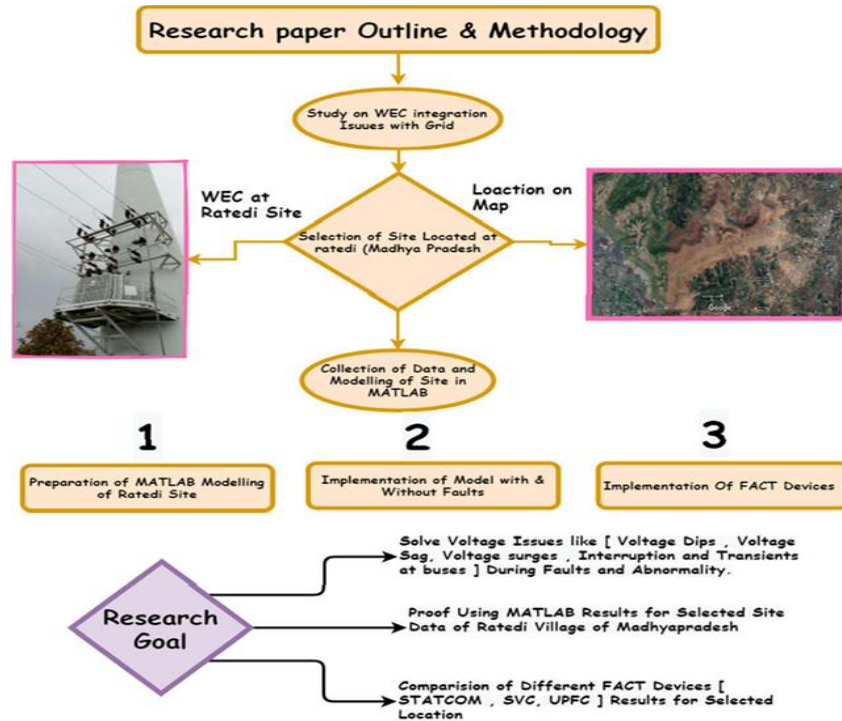 Research paper Outline & Methodology
Study on WEC integration
Isuues with Grid
WEC at
Ratedi Site
Loaction on
Map
Selection of Site Located at
ratedi (Madhya Pradesh
Collection of Data and
Modelling of Site in
MATLAB
1
2
3
Preparation of MATLAB Modelling
of Ratedi Site
Implementation of Model with &
Without Faults
Implementation Of FACT Devices
Solve Voltage Issues like [ Voltage Dips , Voltage
Sag, Voltage surges , Interruption and Transients
at buses ] During Faults and Abnormality.
Research
Goal
Proof Using MATLAB Results for Selected Site
Data of Ratedi Village of Madhyapradesh
Comparision of Different FACT Devices [
STATCOM , SVC, UPFC ] Results for Selected
Location
Google